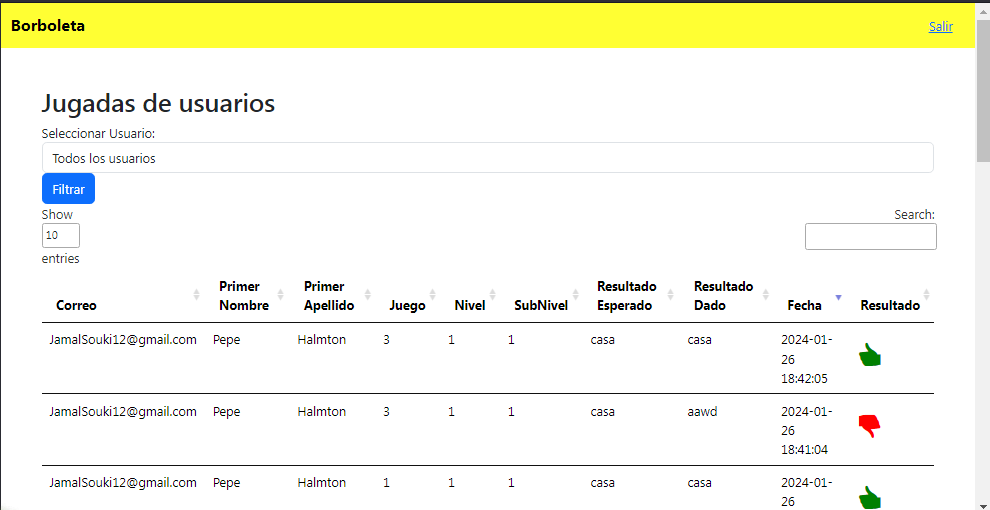 Borboleta Salir
Jugadas de usuarios
Seleccionar Usuario:
Todos los usuarios
Filtrar
Show Search:
10
entries
Correo Primer Nombre Primer Apellido Juego Nivel SubNivel Resultado Esperado Resultado Dado Fecha Resultado
JamalSouki12@gmail.com Pepe Halmton 3 1 1 casa casa 2024-01-
26
18:42:05
JamalSouki12@gmail.com Pepe Halmton 3 1 1 casa aawd 2024-01-
26
18:41:04
JamalSouki12@gmail.com Pepe Halmton 1 1 1 casa casa 2024-01-
26